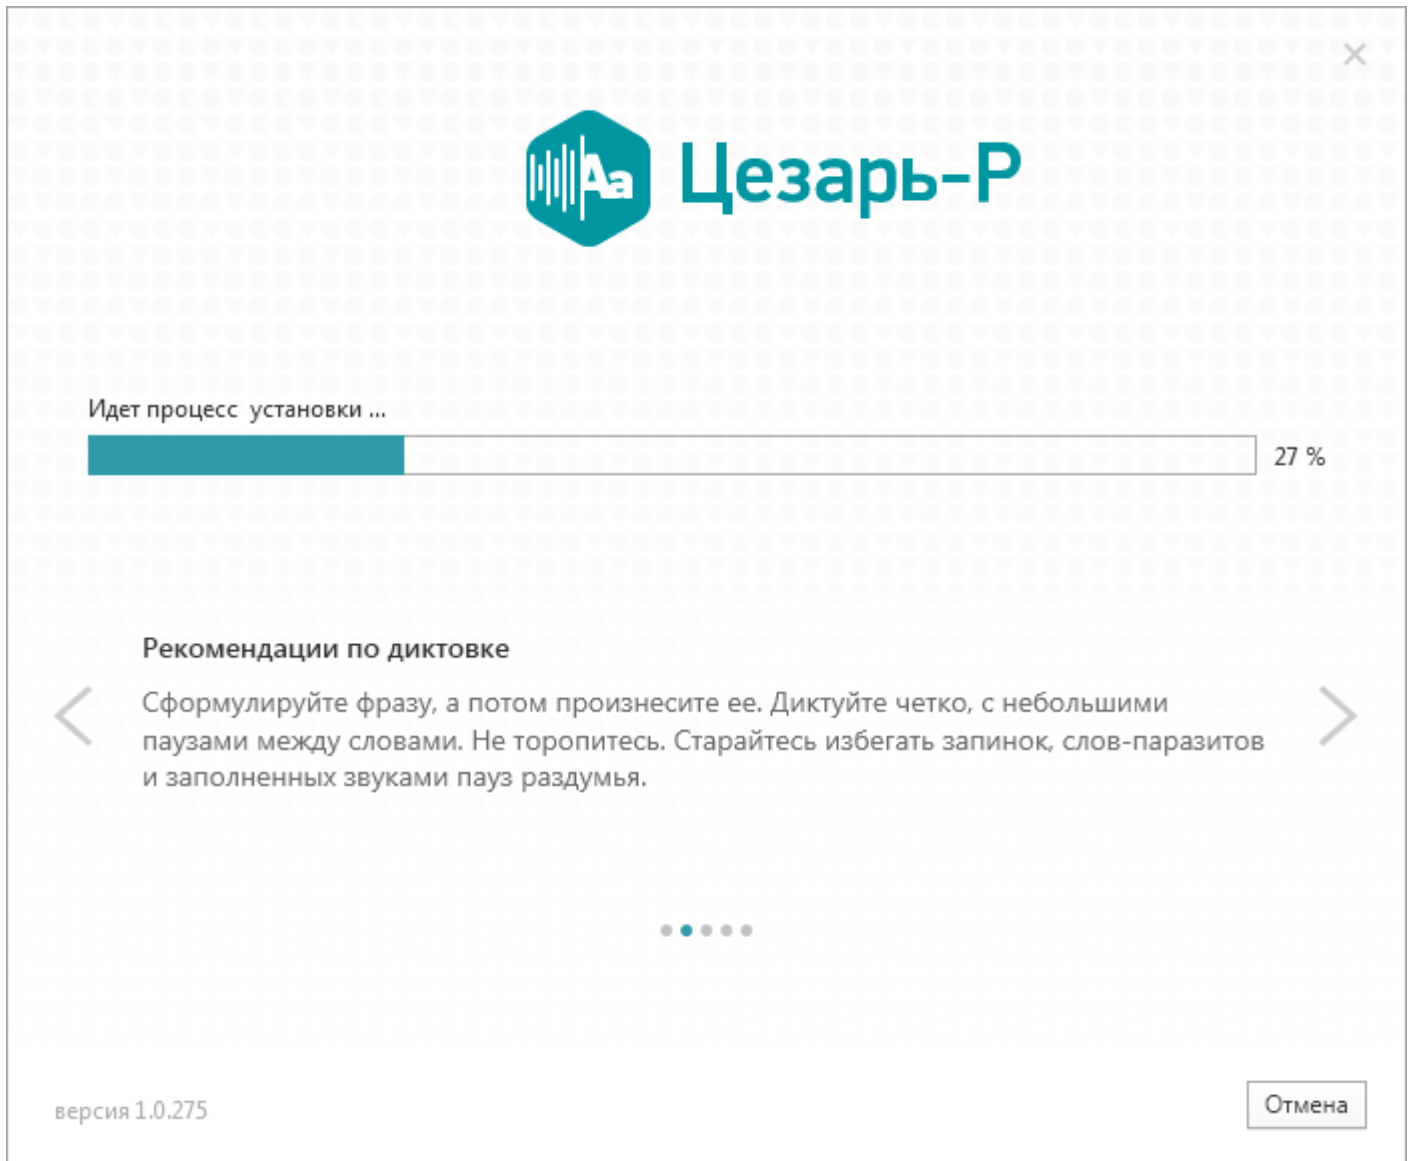 Aa Цезарь-Р
Идет процесс  установки ...
27 %
Рекомендации по диктовке
Сформулируйте фразу, а потом произнесите ее. Диктуйте четко, с небольшими
паузами между словами. Не торопитесь. Старайтесь избегать запинок, слов-паразитов
и заполненных звуками пауз раздумья.
версия 1.0.275
Отмена